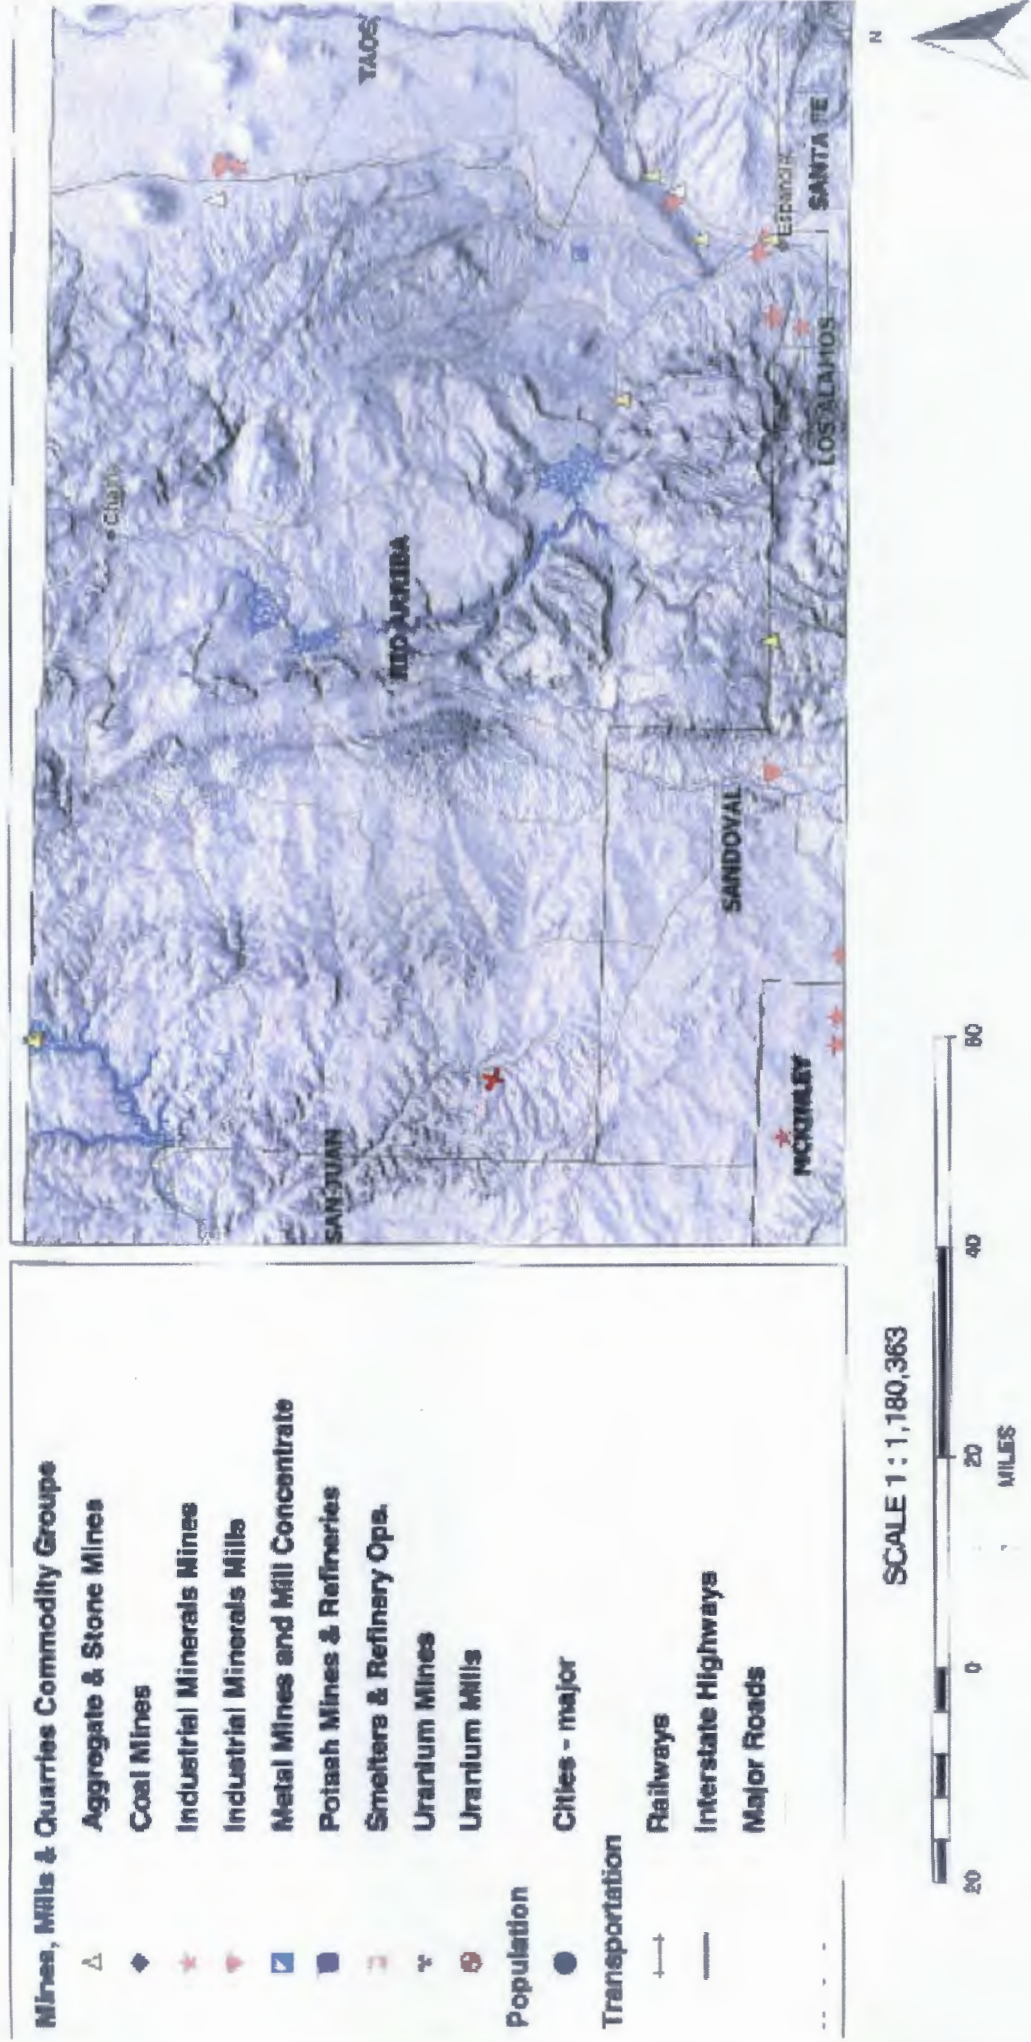 Mines, Mills & Quarries Commodity Groups
Aggregate & Stone Mines
Coal Mines
Industrial Minerals Mines
Industrial Minerals Mills
Metal Mines and Mill Concentrate
Potash Mines & Refineries
Smelters & Refinery Ops.
Uranium Mines
Uranium Mills
Population
Cities - major
Transportation
Railways
Interstate Highways
Major Roads
SAN JUAN
MCKINLEY
SANDOVAL
RIO ARRIBA
Chama
LOS ALAMOS
Espanola
SANTA FE
TAOS
N
SCALE 1 : 1,180,363
20 0 20 40 60
MILES